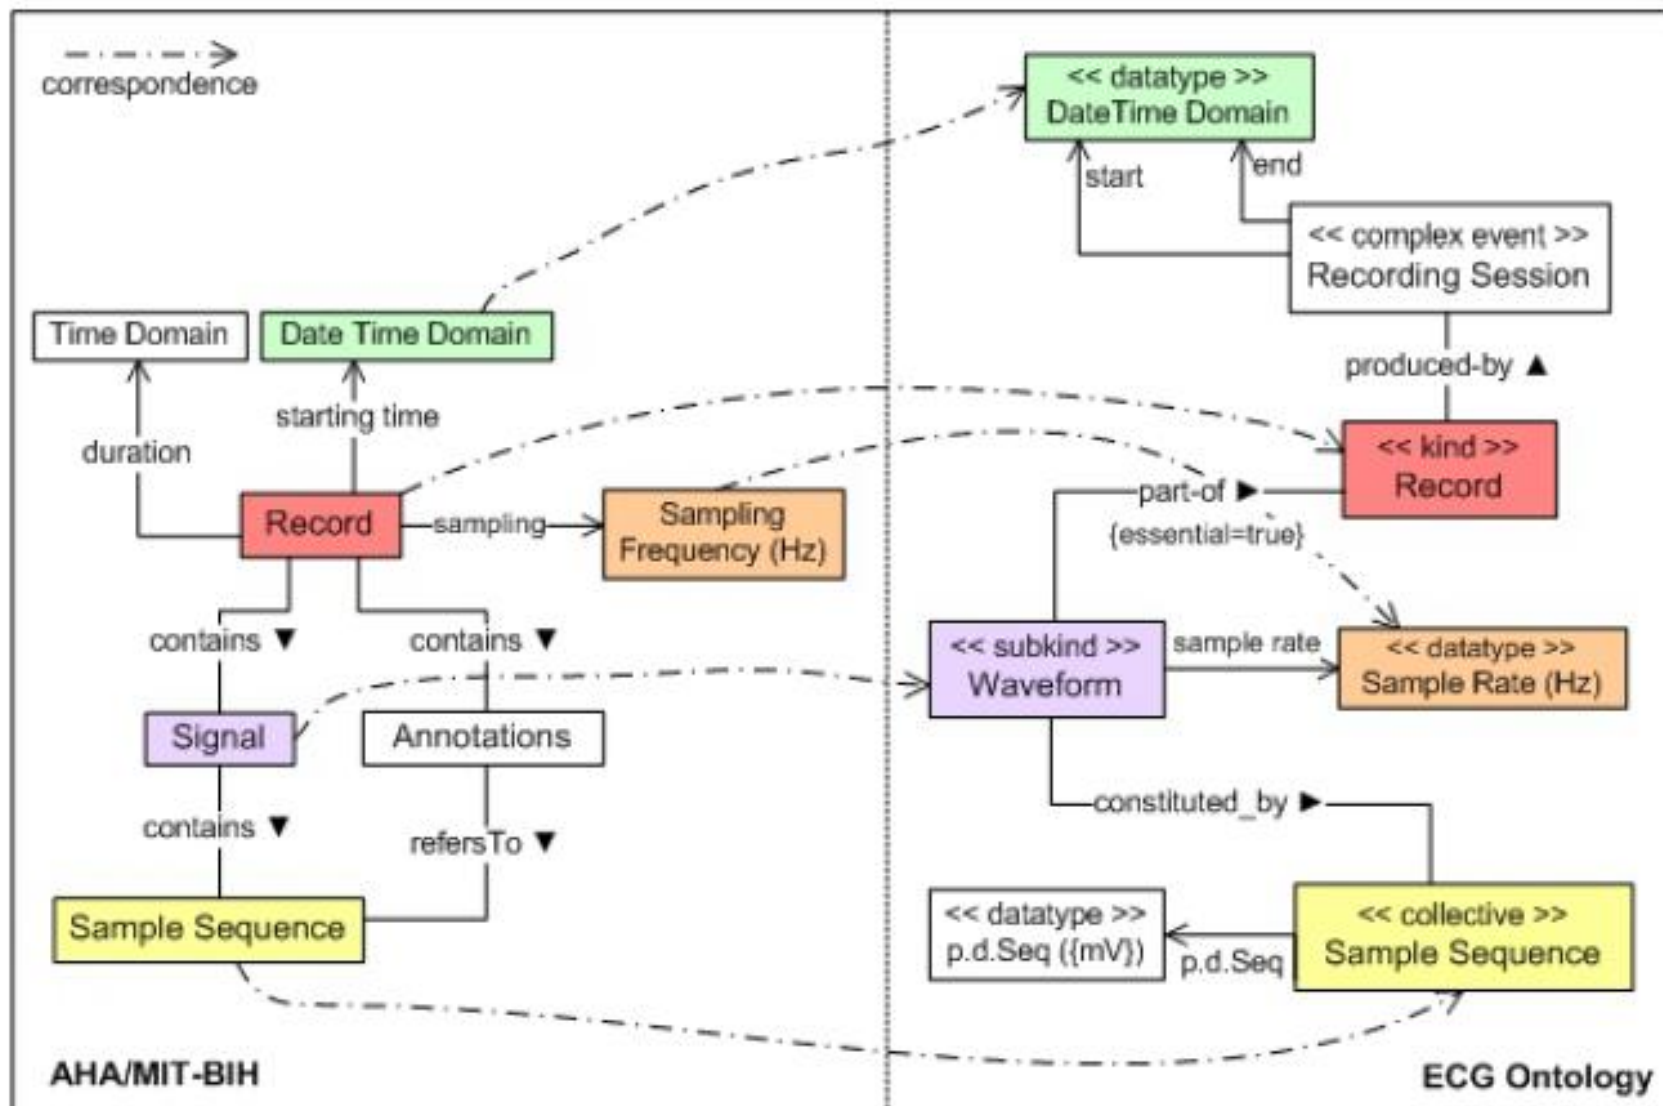 correspondence
<< datatype >>
DateTime Domain
start
end
<< complex event >>
Recording Session
produced-by ▲
Time Domain
Date Time Domain
starting time
duration
<< kind >>
Record
Record
sampling
Sampling
Frequency (Hz)
part-of ►
{essential=true}
contains ▼
contains ▼
<< subkind >>
Waveform
sample rate
<< datatype >>
Sample Rate (Hz)
Signal
Annotations
contains ▼
refersTo ▼
constituted_by ►
Sample Sequence
<< datatype >>
p.d.Seq ({mV})
p.d.Seq
<< collective >>
Sample Sequence
AHA/MIT-BIH
ECG Ontology